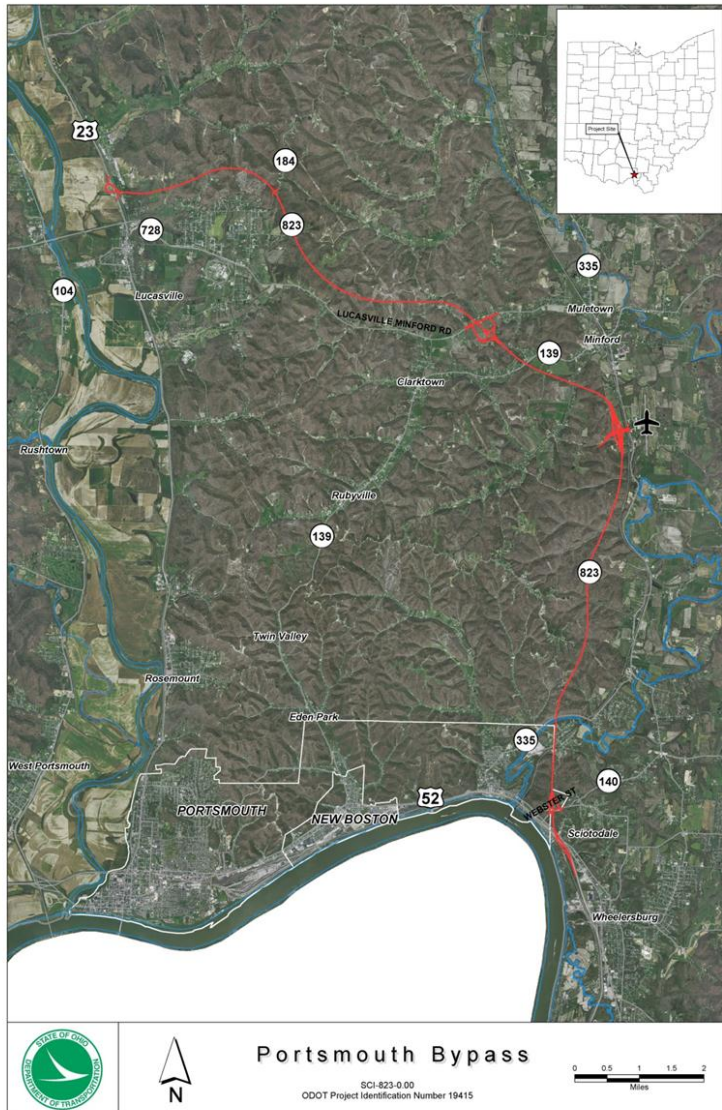 Project Site
23
184
823
728
335
104
Lucasville
Muletown
LUCASVILLE MINFORD RD
Minford
139
Clarktown
Rushtown
Rubyville
139
823
Twin Valley
Rosemount
Eden Park
335
West Portsmouth
140
52
PORTSMOUTH
NEW BOSTON
WEBSTER ST
Sciotodale
Wheelersburg
STATE OF OHIO
DEPARTMENT OF TRANSPORTATION
N
Portsmouth Bypass
SCI-823-0.00
ODOT Project Identification Number 19415
0 0.5 1 1.5 2
Miles